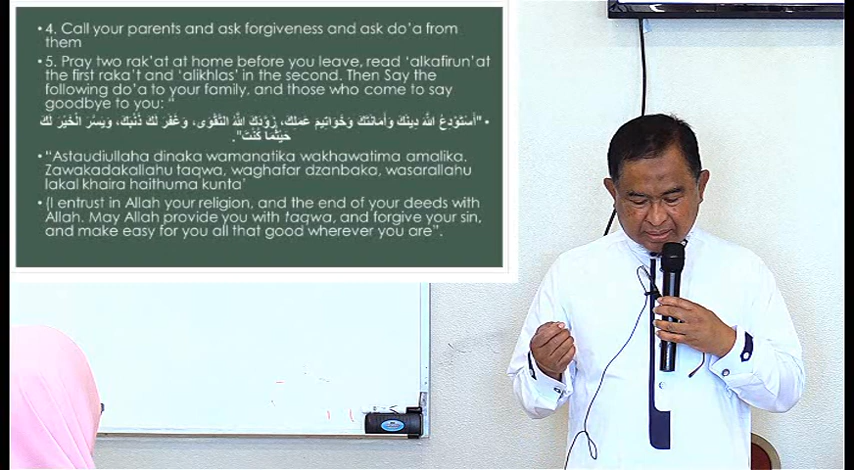 • 4. Call your parents and ask forgiveness and ask do'a from
them
• 5. Pray two rak'at at home before you leave, read 'alkafirun'at
the first raka't and 'alikhlas' in the second. Then Say the
following do'a to your family, and those who come to say
goodbye to you: "
• "أَسْتَوْدِعُ اللَّهَ دِينَكَ وَأَمَانَتَكَ وَخَوَاتِيمَ عَمَلِكَ، زَوَّدَكَ اللَّهُ التَّقْوَى، وَغَفَرَ لَكَ ذَنْبَكَ، وَيَسَّرَ الْخَيْرَ لَكَ
حَيْثُمَا كُنْتَ".
• "Astaudiullaha dinaka wamanatika wakhawatima amalika.
Zawakadakallahu taqwa, waghafar dzanbaka, wasarallahu
lakal khaira haithuma kunta'
• (I entrust in Allah your religion, and the end of your deeds with
Allah. May Allah provide you with taqwa, and forgive your sin,
and make easy for you all that good wherever you are".